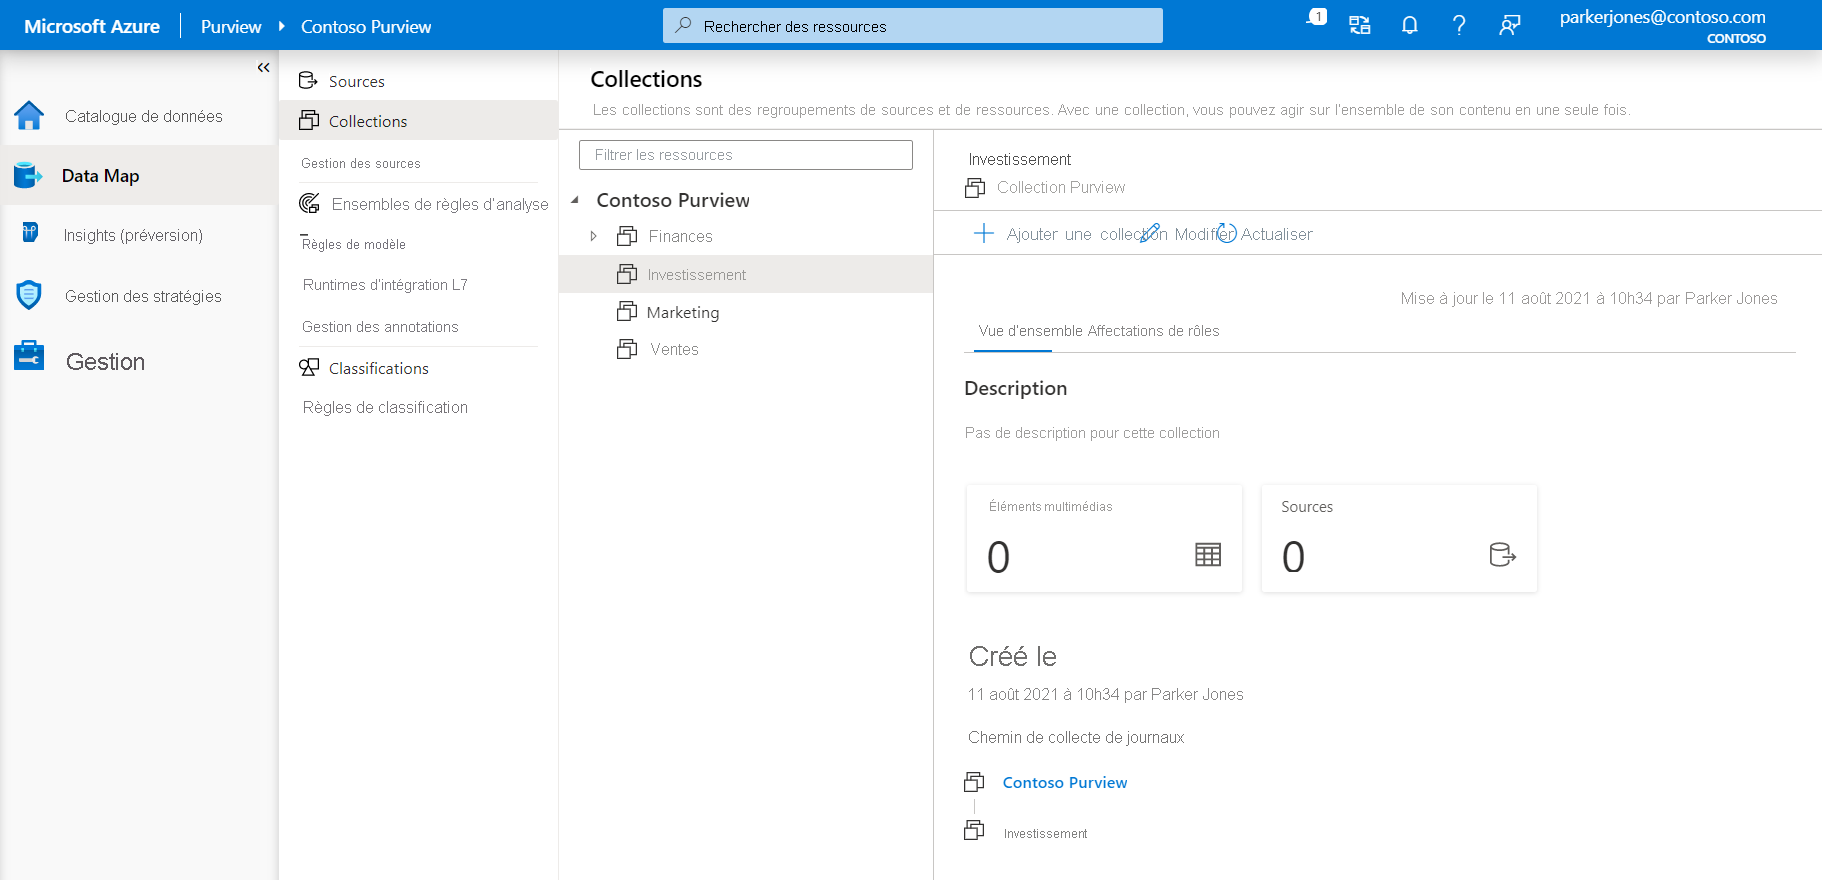 Microsoft Azure
Purview
Contoso Purview
Rechercher des ressources
1
parkerjones@contoso.com
CONTOSO
Catalogue de données
Data Map
Insights (préversion)
Gestion des stratégies
Gestion
Sources
Collections
Gestion des sources
Ensembles de règles d'analyse
Règles de modèle
Runtimes d'intégration L7
Gestion des annotations
Classifications
Règles de classification
Collections
Les collections sont des regroupements de sources et de ressources. Avec une collection, vous pouvez agir sur l'ensemble de son contenu en une seule fois.
Filtrer les ressources
Contoso Purview
Finances
Investissement
Marketing
Ventes
Investissement
Collection Purview
Ajouter une collection Modifier Actualiser
Mise à jour le 11 août 2021 à 10h34 par Parker Jones
Vue d'ensemble Affectations de rôles
Description
Pas de description pour cette collection
Éléments multimédias
0
Sources
0
Créé le
11 août 2021 à 10h34 par Parker Jones
Chemin de collecte de journaux
Contoso Purview
Investissement